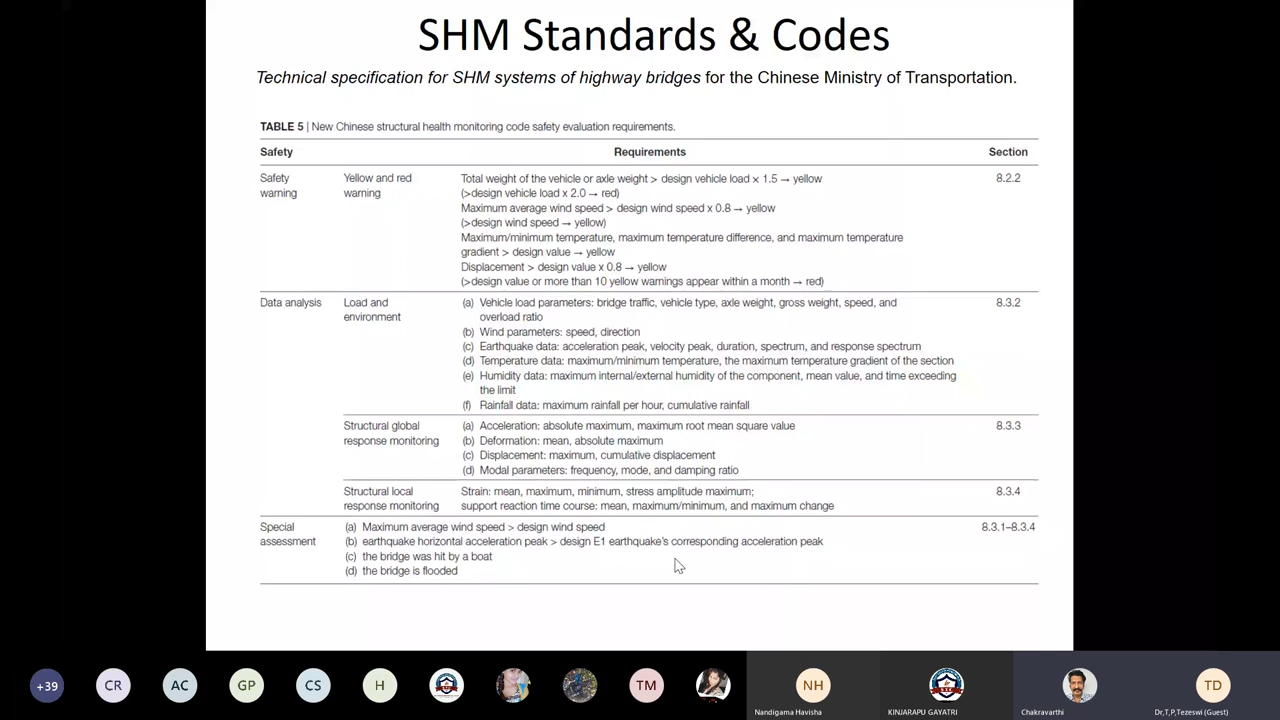 SHM Standards & Codes
Technical specification for SHM systems of highway bridges for the Chinese Ministry of Transportation.
TABLE 5 | New Chinese structural health monitoring code safety evaluation requirements.
Safety Requirements Section
Safety warning Yellow and red warning Total weight of the vehicle or axle weight > design vehicle load × 1.5 → yellow 8.2.2
(>design vehicle load x 2.0 → red)
Maximum average wind speed > design wind speed x 0.8 → yellow
(>design wind speed → yellow)
Maximum/minimum temperature, maximum temperature difference, and maximum temperature
gradient > design value → yellow
Displacement > design value x 0.8 → yellow
(>design value or more than 10 yellow warnings appear within a month → red)
Data analysis Load and environment (a) Vehicle load parameters: bridge traffic, vehicle type, axle weight, gross weight, speed, and 8.3.2
overload ratio
(b) Wind parameters: speed, direction
(c) Earthquake data: acceleration peak, velocity peak, duration, spectrum, and response spectrum
(d) Temperature data: maximum/minimum temperature, the maximum temperature gradient of the section
(e) Humidity data: maximum internal/external humidity of the component, mean value, and time exceeding
the limit
(f) Rainfall data: maximum rainfall per hour, cumulative rainfall
Structural global response monitoring (a) Acceleration: absolute maximum, maximum root mean square value 8.3.3
(b) Deformation: mean, absolute maximum
(c) Displacement: maximum, cumulative displacement
(d) Modal parameters: frequency, mode, and damping ratio
Structural local response monitoring Strain: mean, maximum, minimum, stress amplitude maximum; 8.3.4
support reaction time course: mean, maximum/minimum, and maximum change
Special assessment (a) Maximum average wind speed > design wind speed 8.3.1–8.3.4
(b) earthquake horizontal acceleration peak > design E1 earthquake's corresponding acceleration peak
(c) the bridge was hit by a boat
(d) the bridge is flooded
+39 CR AC GP CS H TM NH TD
Nandigama Havisha KINJARAPU GAYATRI Chakravarthi Dr,T,P,Tezeswi (Guest)